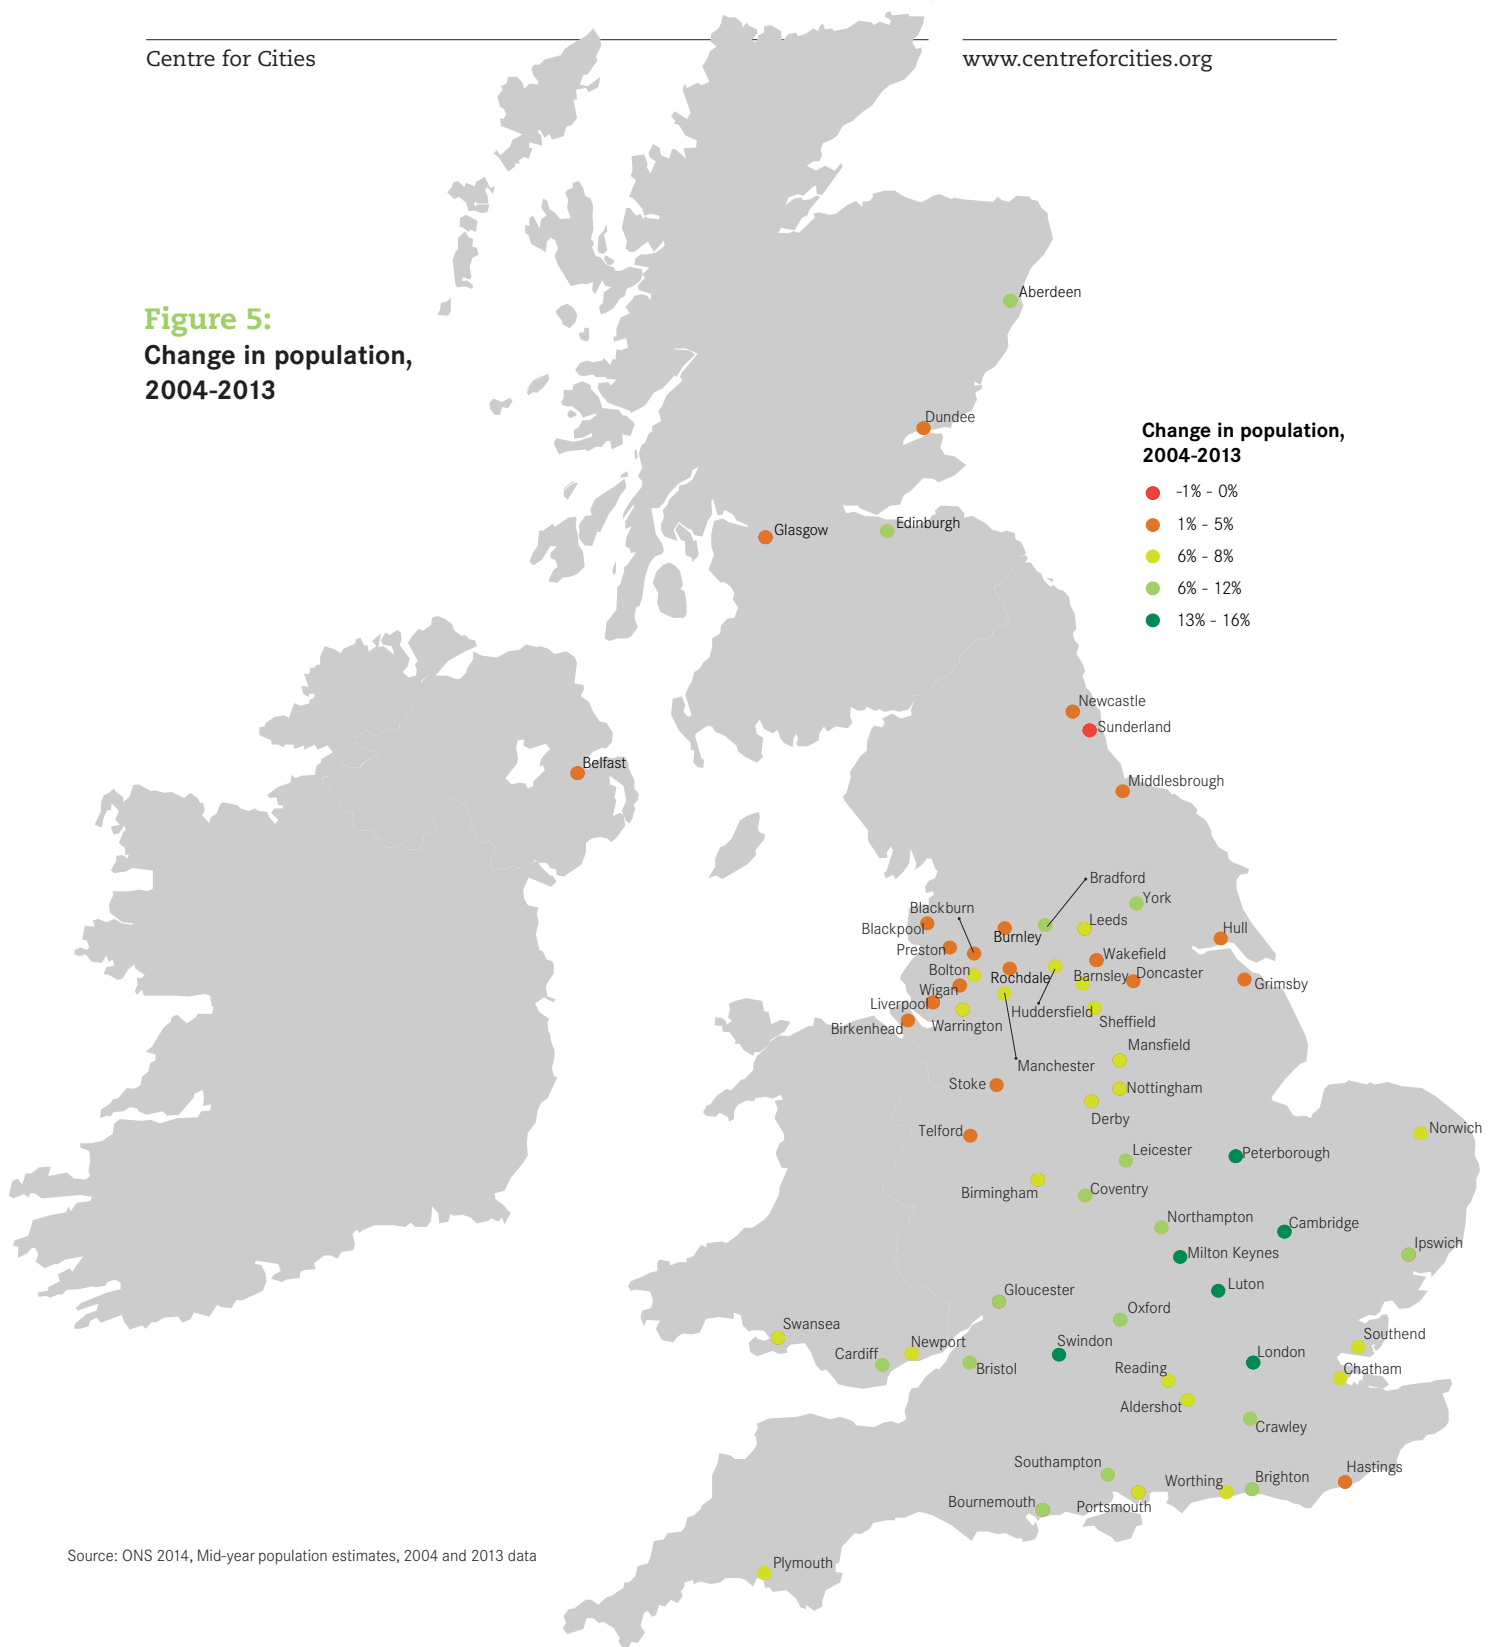 Centre for Cities
www.centreforcities.org
Figure 5:
Change in population,
2004-2013
Change in population,
2004-2013
-1% - 0%
1% - 5%
6% - 8%
6% - 12%
13% - 16%
Aberdeen
Dundee
Glasgow
Edinburgh
Newcastle
Sunderland
Belfast
Middlesbrough
Bradford
York
Blackburn
Leeds
Blackpool
Burnley
Hull
Preston
Wakefield
Bolton
Rochdale
Barnsley
Doncaster
Grimsby
Wigan
Liverpool
Huddersfield
Birkenhead
Warrington
Sheffield
Mansfield
Manchester
Stoke
Nottingham
Derby
Telford
Norwich
Leicester
Peterborough
Birmingham
Coventry
Northampton
Cambridge
Milton Keynes
Ipswich
Luton
Gloucester
Oxford
Swansea
Southend
Cardiff
Newport
Swindon
London
Bristol
Reading
Chatham
Aldershot
Crawley
Southampton
Hastings
Worthing
Brighton
Bournemouth
Portsmouth
Source: ONS 2014, Mid-year population estimates, 2004 and 2013 data
Plymouth